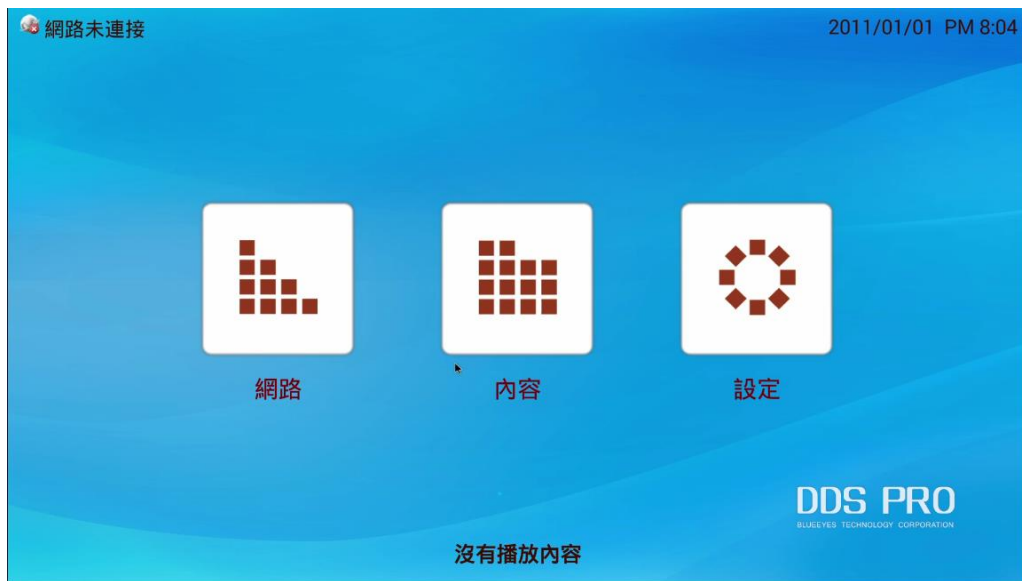 網路未連接
2011/01/01 PM 8:04
網路
內容
設定
DDS PRO
BLUEEYES TECHNOLOGY CORPORATION
沒有播放內容